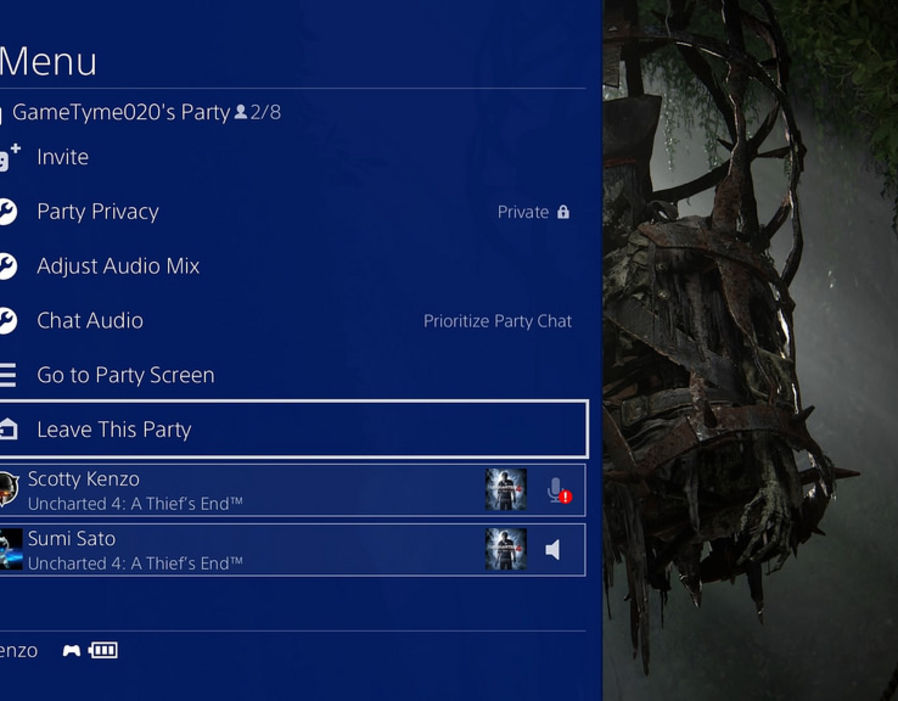 Menu
GameTyme020's Party 2/8
Invite
Party Privacy Private
Adjust Audio Mix
Chat Audio Prioritize Party Chat
Go to Party Screen
Leave This Party
Scotty Kenzo
Uncharted 4: A Thief's End™
Sumi Sato
Uncharted 4: A Thief's End™
enzo